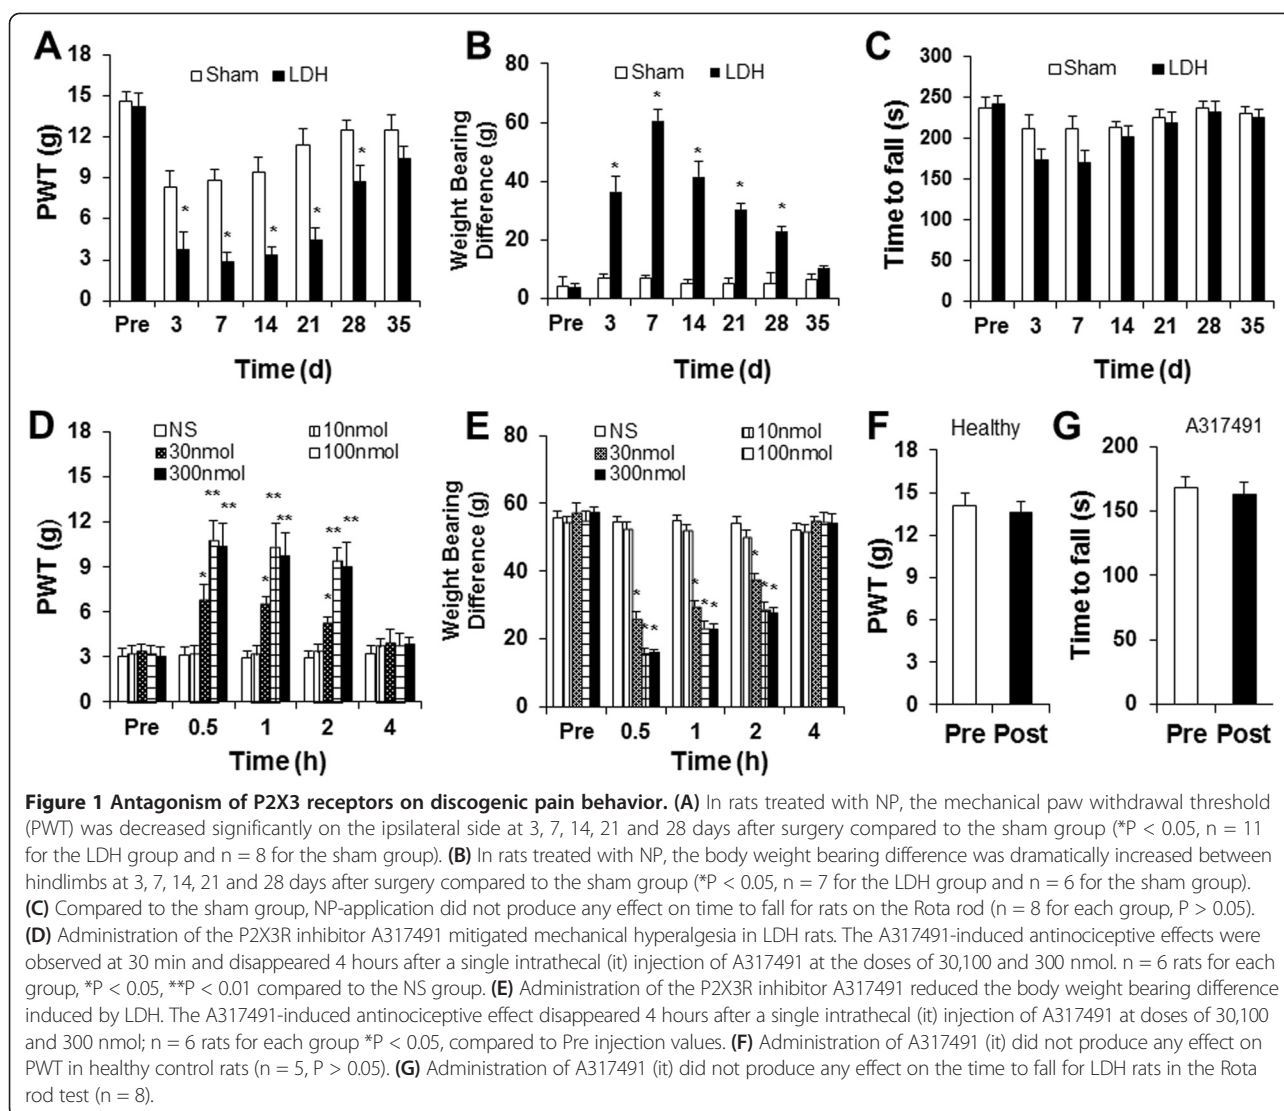 A
18
15
12
9
6
3
0
PWT (g)
Sham LDH
* * * * *
Pre 3 7 14 21 28 35
Time (d)
B
80
60
40
20
0
Weight Bearing
Difference (g)
Sham LDH
* * * * *
Pre 3 7 14 21 28 35
Time (d)
C
300
250
200
150
100
50
0
Time to fall (s)
Sham LDH
Pre 3 7 14 21 28 35
Time (d)
D
18
15
12
9
6
3
0
PWT (g)
NS 10nmol
30nmol 100nmol
300nmol
* ** ** * ** ** * ** **
Pre 0.5 1 2 4
Time (h)
E
80
60
40
20
0
Weight Bearing
Difference (g)
NS 10nmol
30nmol 100nmol
300nmol
* * * * * * * * *
Pre 0.5 1 2 4
Time (h)
F
Healthy
18
15
12
9
6
3
0
PWT (g)
Pre Post
G
A317491
200
150
100
50
0
Time to fall (s)
Pre Post
Figure 1 Antagonism of P2X3 receptors on discogenic pain behavior. (A) In rats treated with NP, the mechanical paw withdrawal threshold
(PWT) was decreased significantly on the ipsilateral side at 3, 7, 14, 21 and 28 days after surgery compared to the sham group (*P < 0.05, n = 11
for the LDH group and n = 8 for the sham group). (B) In rats treated with NP, the body weight bearing difference was dramatically increased between
hindlimbs at 3, 7, 14, 21 and 28 days after surgery compared to the sham group (*P < 0.05, n = 7 for the LDH group and n = 6 for the sham group).
(C) Compared to the sham group, NP-application did not produce any effect on time to fall for rats on the Rota rod (n = 8 for each group, P > 0.05).
(D) Administration of the P2X3R inhibitor A317491 mitigated mechanical hyperalgesia in LDH rats. The A317491-induced antinociceptive effects were
observed at 30 min and disappeared 4 hours after a single intrathecal (it) injection of A317491 at the doses of 30,100 and 300 nmol. n = 6 rats for each
group, *P < 0.05, **P < 0.01 compared to the NS group. (E) Administration of the P2X3R inhibitor A317491 reduced the body weight bearing difference
induced by LDH. The A317491-induced antinociceptive effect disappeared 4 hours after a single intrathecal (it) injection of A317491 at doses of 30,100
and 300 nmol; n = 6 rats for each group *P < 0.05, compared to Pre injection values. (F) Administration of A317491 (it) did not produce any effect on
PWT in healthy control rats (n = 5, P > 0.05). (G) Administration of A317491 (it) did not produce any effect on the time to fall for LDH rats in the Rota
rod test (n = 8).